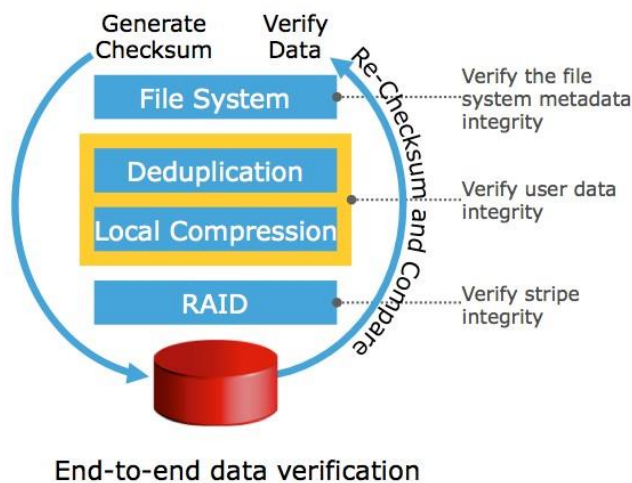 Generate
Checksum
Verify
Data
File System
Deduplication
Local Compression
RAID
Re-Checksum and Compare
Verify the file
system metadata
integrity
Verify user data
integrity
Verify stripe
integrity
End-to-end data verification